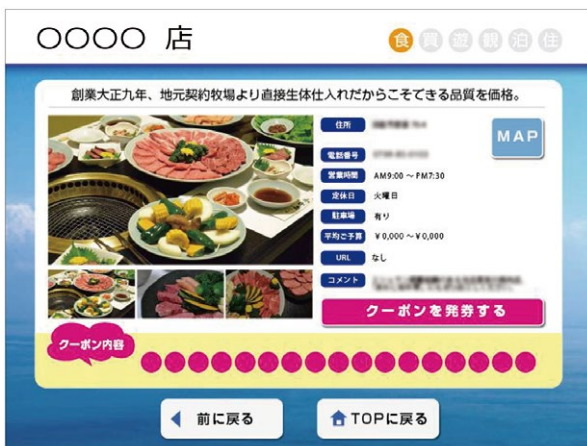 〇〇〇〇 店
食 買 遊 観 泊 住
創業大正九年、地元契約牧場より直接生体仕入れだからこそできる品質を価格。
住所
MAP
電話番号
営業時間 AM9:00 ～ PM7:30
定休日 火曜日
駐車場 有り
平均ご予算 ￥0,000～￥0,000
URL なし
コメント
クーポンを発券する
クーポン内容
前に戻る
TOPに戻る